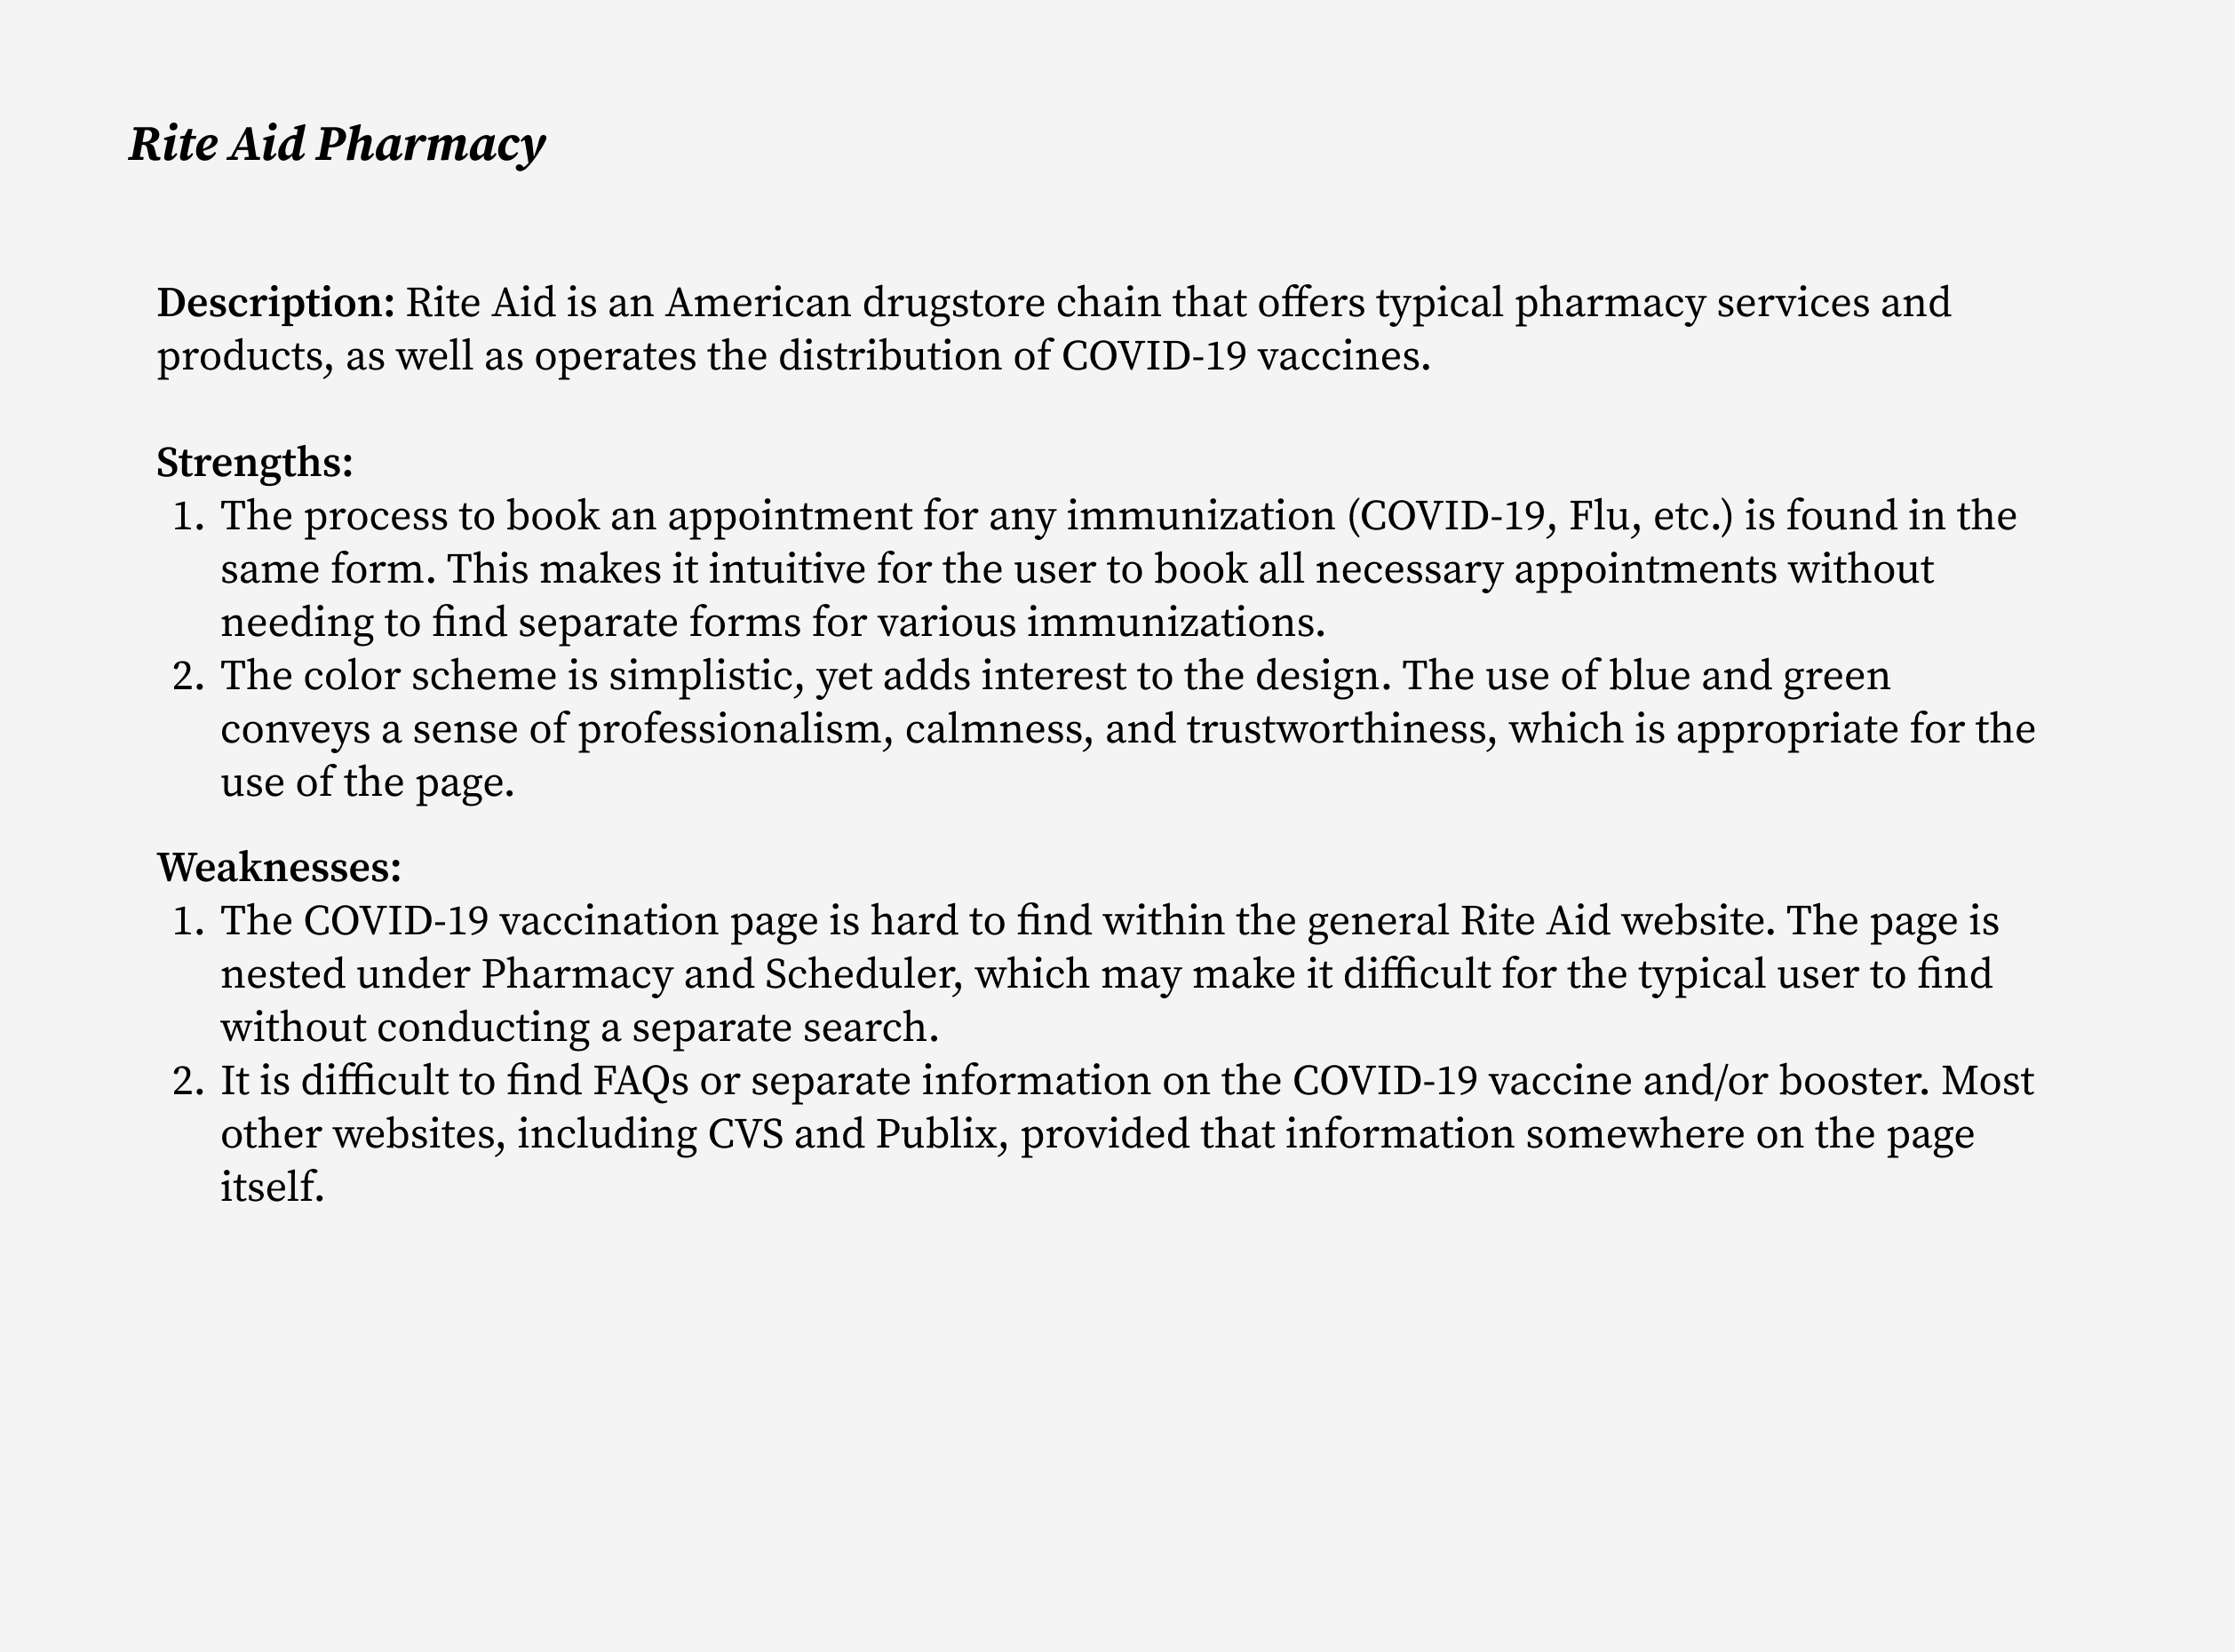 Rite Aid Pharmacy
Description: Rite Aid is an American drugstore chain that offers typical pharmacy services and
products, as well as operates the distribution of COVID-19 vaccines.
Strengths:
1. The process to book an appointment for any immunization (COVID-19, Flu, etc.) is found in the
same form. This makes it intuitive for the user to book all necessary appointments without
needing to find separate forms for various immunizations.
2. The color scheme is simplistic, yet adds interest to the design. The use of blue and green
conveys a sense of professionalism, calmness, and trustworthiness, which is appropriate for the
use of the page.
Weaknesses:
1. The COVID-19 vaccination page is hard to find within the general Rite Aid website. The page is
nested under Pharmacy and Scheduler, which may make it difficult for the typical user to find
without conducting a separate search.
2. It is difficult to find FAQs or separate information on the COVID-19 vaccine and/or booster. Most
other websites, including CVS and Publix, provided that information somewhere on the page
itself.